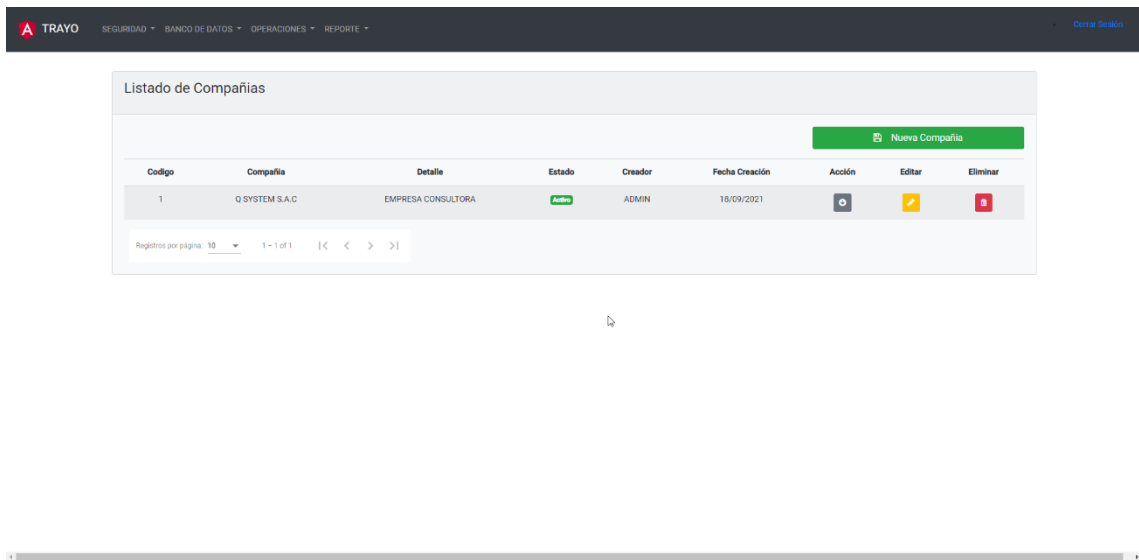 TRAYO SEGURIDAD BANCO DE DATOS OPERACIONES REPORTE Cerrar Sesión
Listado de Compañias
Nueva Compañia
Codigo Compañia Detalle Estado Creador Fecha Creación Acción Editar Eliminar
1 Q SYSTEM S.A.C EMPRESA CONSULTORA Activo ADMIN 18/09/2021
Registros por página: 10 1 – 1 of 1